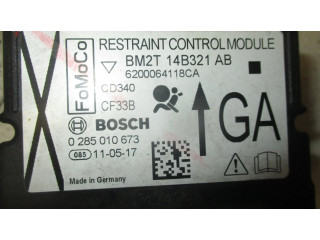 FoMoCo
RESTRAINT CONTROL MODULE
BM2T 14B321 AB
6200064118CA
CD340
CF33B
GA
BOSCH
0 285 010 673
085 11-05-17
Made in Germany